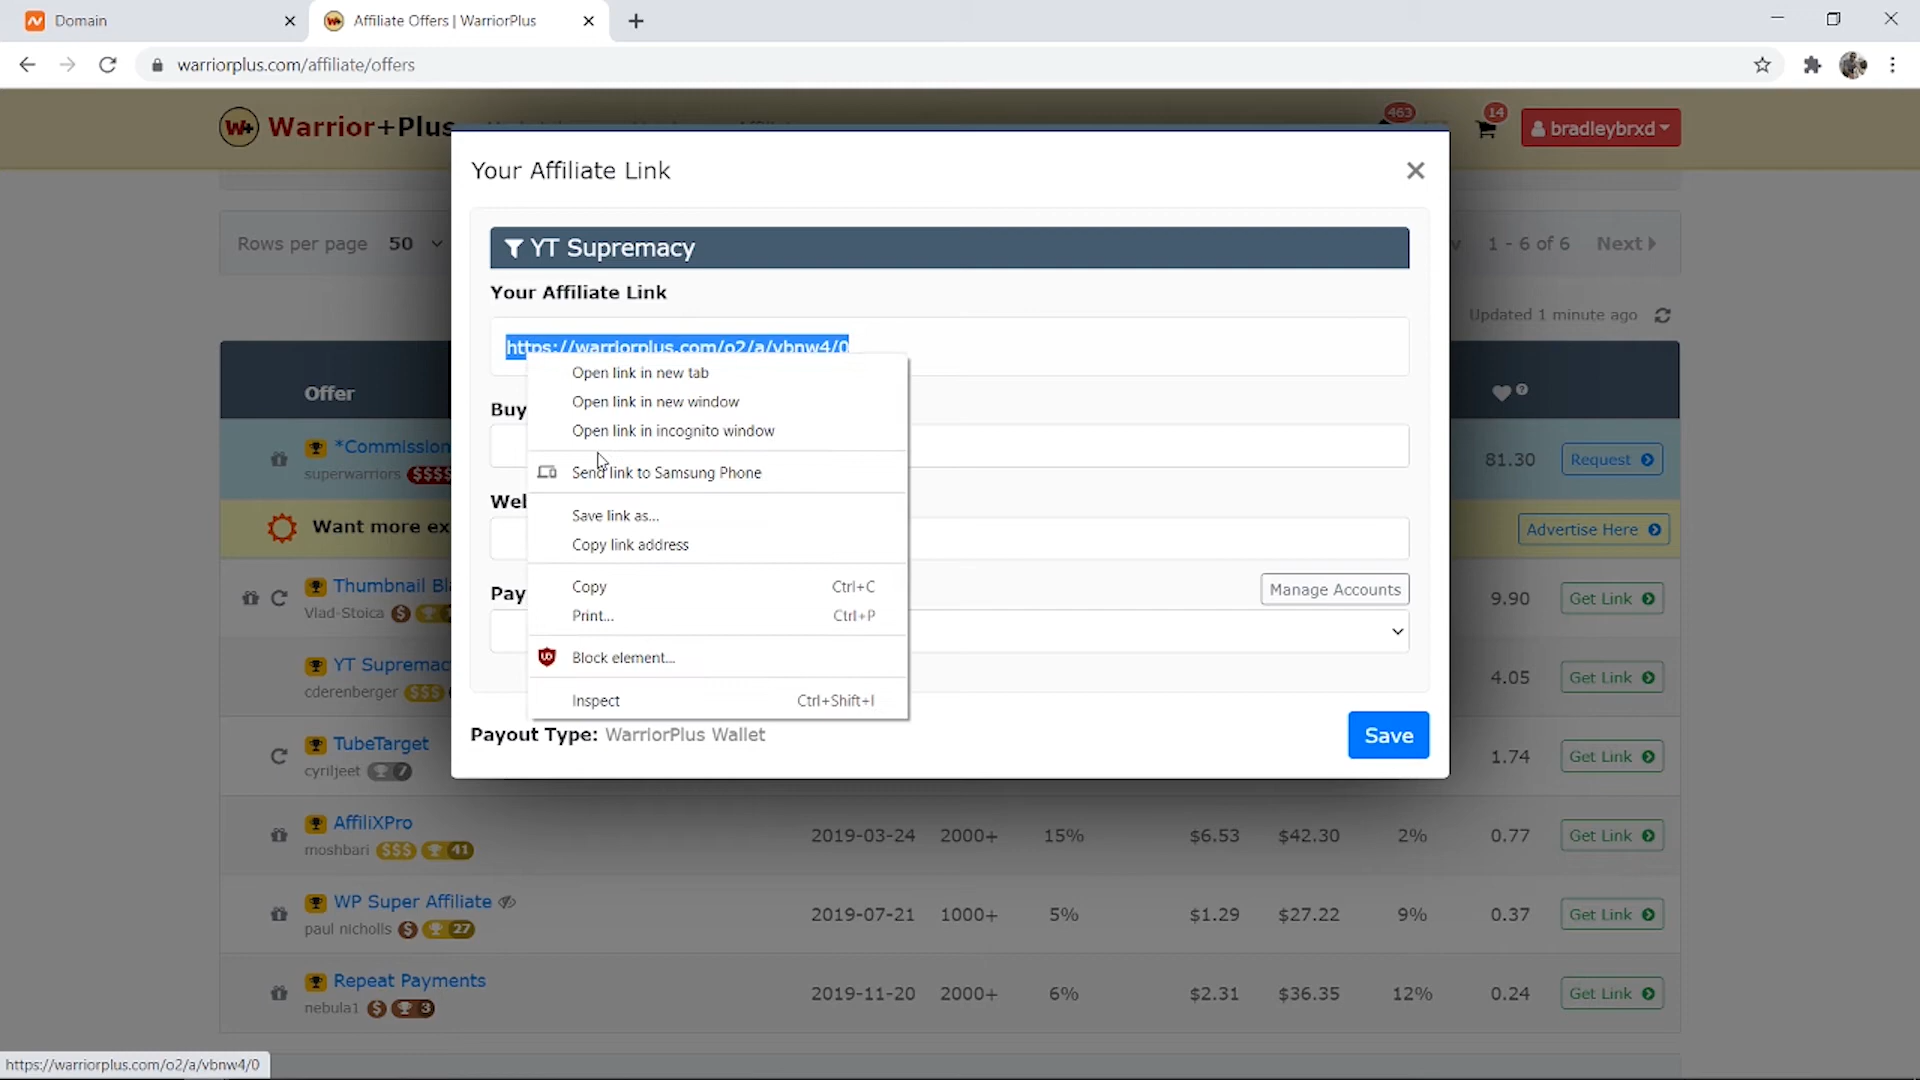 Domain
Affiliate Offers | WarriorPlus
warriorplus.com/affiliate/offers
W+ Warrior+Plus
463
14
bradleybrxd
Your Affiliate Link
Rows per page 50
1 - 6 of 6 Next
YT Supremacy
Your Affiliate Link
Updated 1 minute ago
https://warriorplus.com/o2/a/vbnw4/0
Open link in new tab
Offer
Open link in new window
Buy
Open link in incognito window
*Commission
81.30 Request
superwarriors $$$$
Send link to Samsung Phone
Wel
Save link as...
Want more ex
Advertise Here
Copy link address
Thumbnail Bl
Copy Ctrl+C
Pay
Manage Accounts
9.90 Get Link
Vlad-Stoica $
Print... Ctrl+P
YT Supremac
Block element...
4.05 Get Link
cderenberger $$$
Inspect Ctrl+Shift+I
Payout Type: WarriorPlus Wallet
Save
TubeTarget
1.74 Get Link
cyriljeet 7
AffiliXPro
2019-03-24 2000+ 15% $6.53 $42.30 2% 0.77 Get Link
moshbari $$$ 41
WP Super Affiliate
2019-07-21 1000+ 5% $1.29 $27.22 9% 0.37 Get Link
paul nicholls $ 27
Repeat Payments
2019-11-20 2000+ 6% $2.31 $36.35 12% 0.24 Get Link
nebula1 $ 3
https://warriorplus.com/o2/a/vbnw4/0